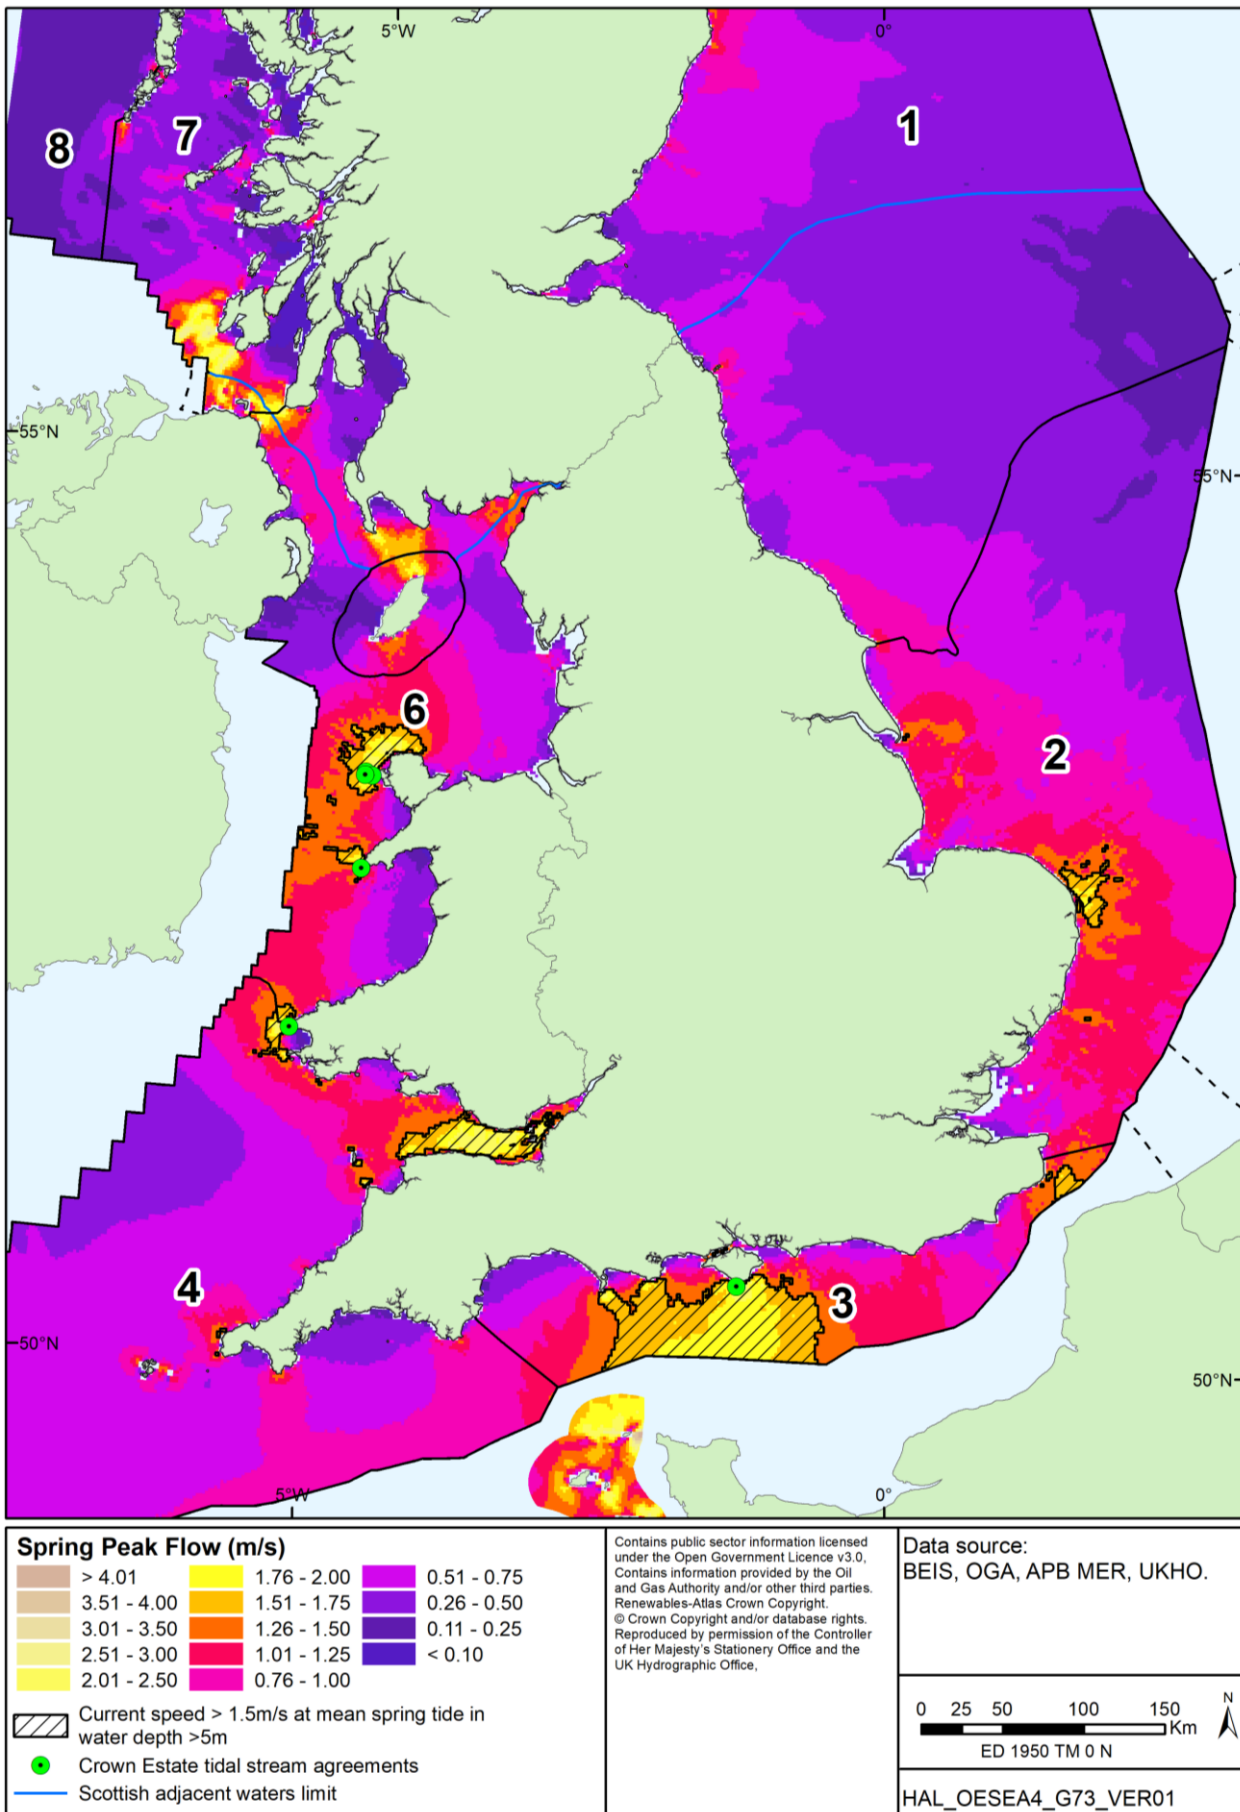 5°W
0°
8
7
1
55°N
55°N
6
2
4
3
50°N
50°N
5°W
0°
Spring Peak Flow (m/s)
> 4.01
3.51 - 4.00
3.01 - 3.50
2.51 - 3.00
2.01 - 2.50
1.76 - 2.00
1.51 - 1.75
1.26 - 1.50
1.01 - 1.25
0.76 - 1.00
0.51 - 0.75
0.26 - 0.50
0.11 - 0.25
< 0.10
Current speed > 1.5m/s at mean spring tide in
water depth >5m
Crown Estate tidal stream agreements
Scottish adjacent waters limit
Contains public sector information licensed
under the Open Government Licence v3.0,
Contains information provided by the Oil
and Gas Authority and/or other third parties.
Renewables-Atlas Crown Copyright.
© Crown Copyright and/or database rights.
Reproduced by permission of the Controller
of Her Majesty's Stationery Office and the
UK Hydrographic Office,
Data source:
BEIS, OGA, APB MER, UKHO.
0 25 50 100 150
Km
N
ED 1950 TM 0 N
HAL_OESEA4_G73_VER01